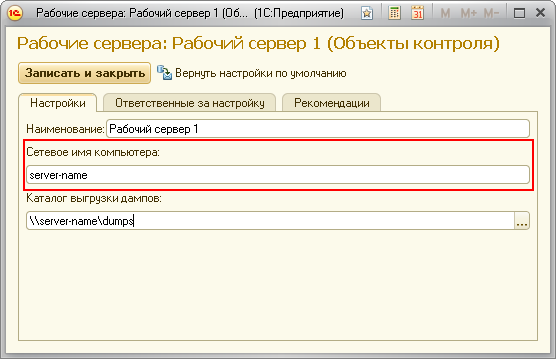 Рабочие сервера: Рабочий сервер 1 (Об... (1С:Предприятие)
M M+ M-
Рабочие сервера: Рабочий сервер 1 (Объекты контроля)
Записать и закрыть Вернуть настройки по умолчанию
Настройки Ответственные за настройку Рекомендации
Наименование: Рабочий сервер 1
Сетевое имя компьютера:
server-name
Каталог выгрузки дампов:
\\server-name\dumps ...